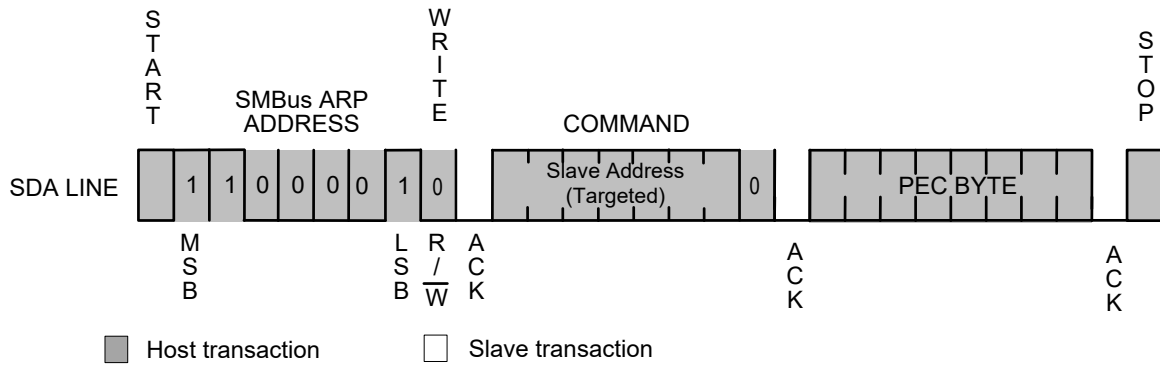 START
WRITE
STOP
SMBus ARP
ADDRESS
COMMAND
SDA LINE
1 1 0 0 0 0 1 0
Slave Address
(Targeted)
0
PEC BYTE
MSB
LSB
R/W
ACK
ACK
ACK
Host transaction
Slave transaction